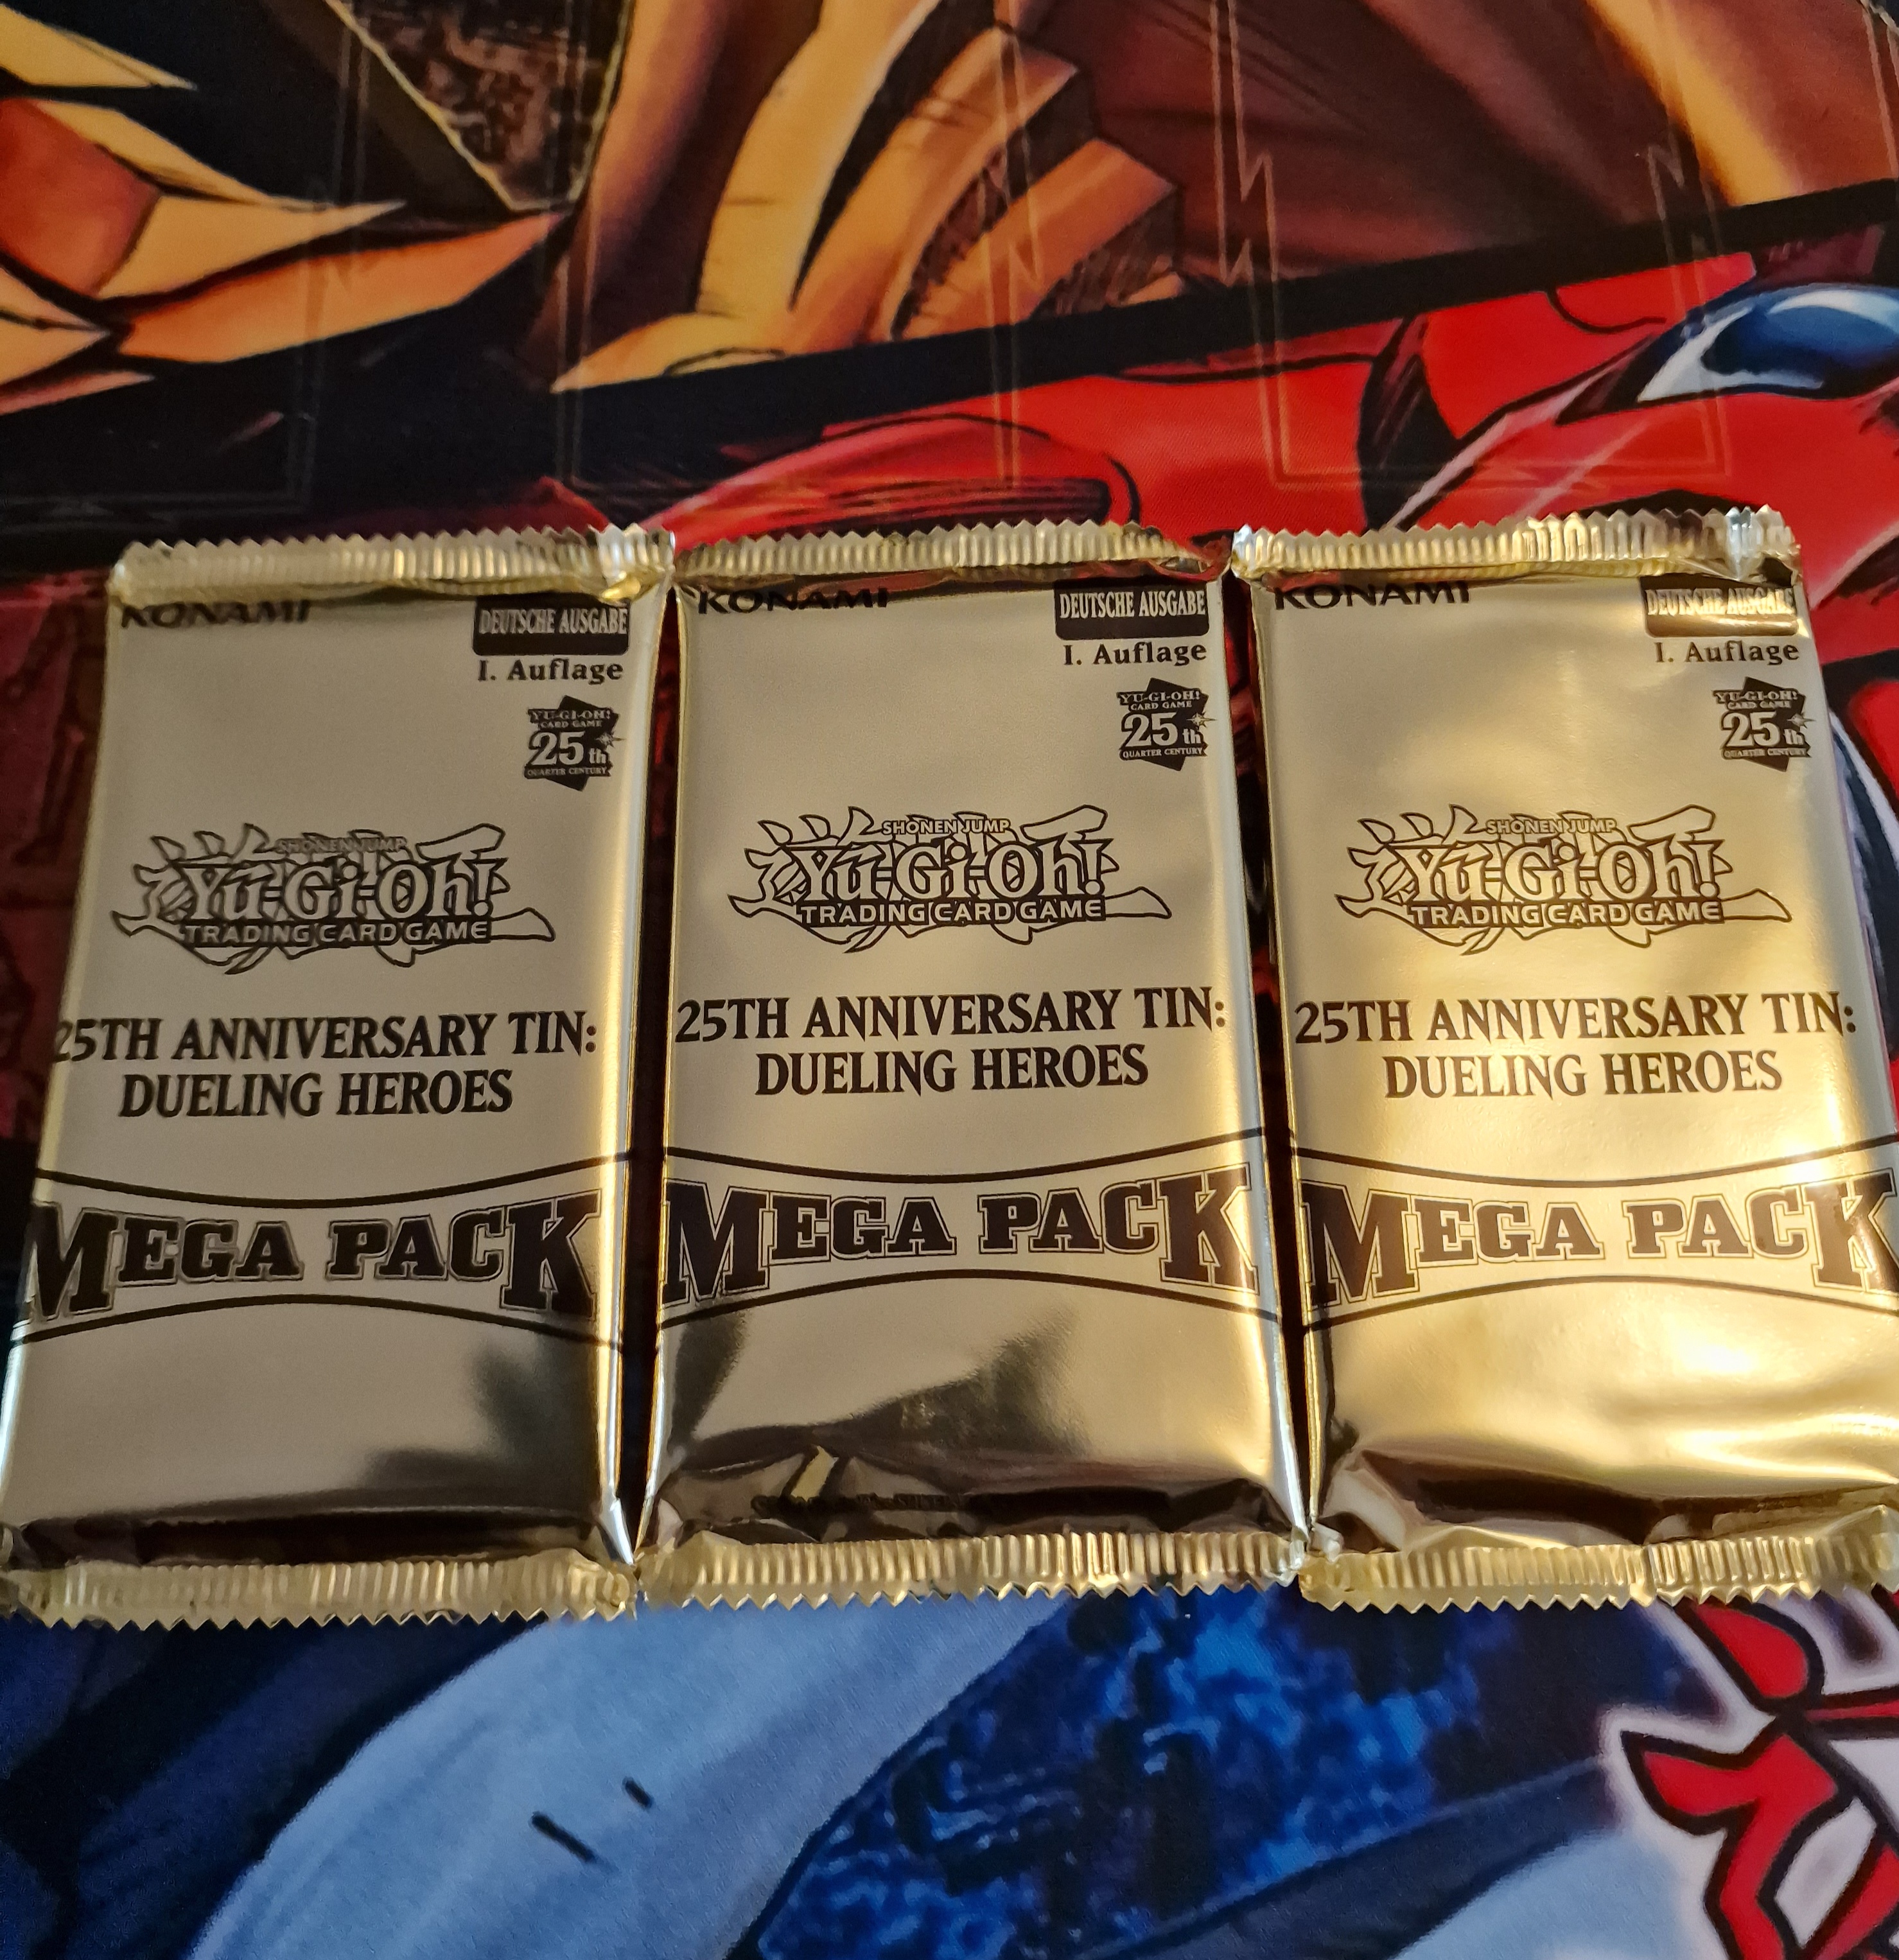 KONAMI
DEUTSCHE AUSGABE
1. Auflage
YU-GI-OH!
CARD GAME
25th
QUARTER CENTURY
SHONEN JUMP
Yu-Gi-Oh!
TRADING CARD GAME
25TH ANNIVERSARY TIN:
DUELING HEROES
MEGA PACK
KONAMI
DEUTSCHE AUSGABE
1. Auflage
YU-GI-OH!
CARD GAME
25th
QUARTER CENTURY
SHONEN JUMP
Yu-Gi-Oh!
TRADING CARD GAME
25TH ANNIVERSARY TIN:
DUELING HEROES
MEGA PACK
KONAMI
DEUTSCHE AUSGABE
1. Auflage
YU-GI-OH!
CARD GAME
25th
QUARTER CENTURY
SHONEN JUMP
Yu-Gi-Oh!
TRADING CARD GAME
25TH ANNIVERSARY TIN:
DUELING HEROES
MEGA PACK